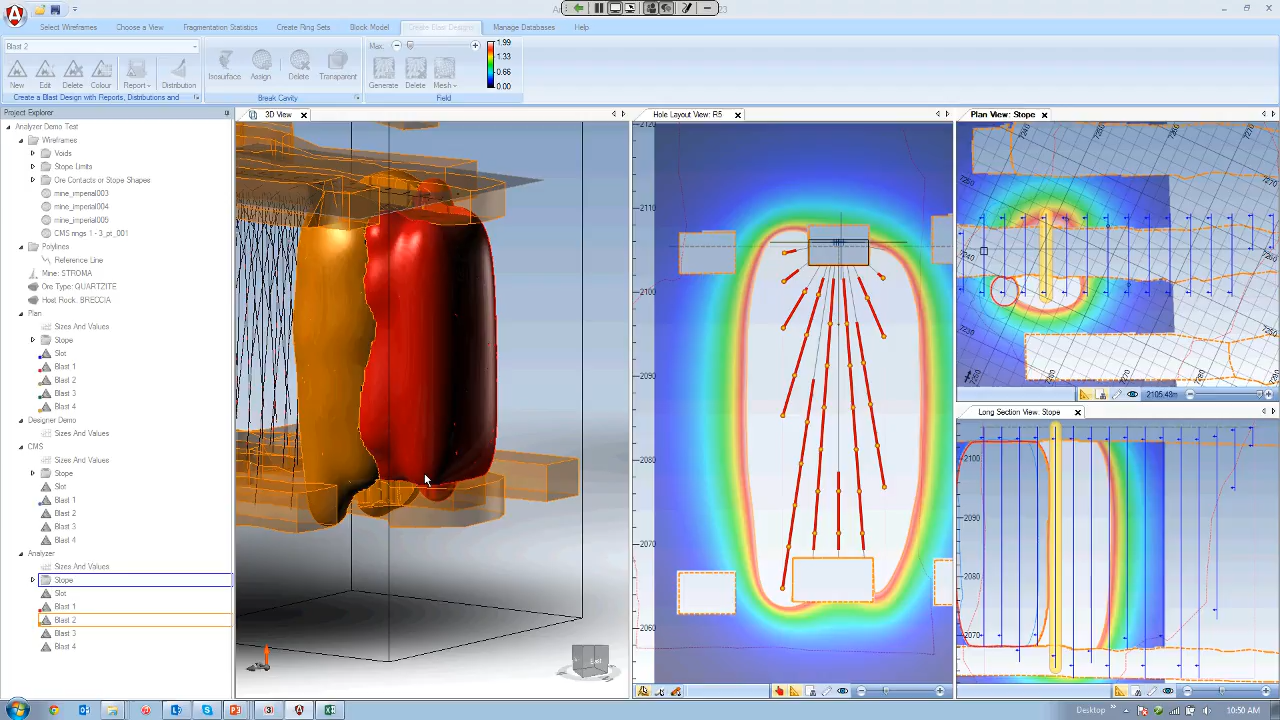 Select Wireframes
Choose a View
Fragmentation Statistics
Create Ring Sets
Block Model
Create Blast Designs
Manage Databases
Help
Blast 2
New
Edit
Delete
Colour
Report
Distribution
Create a Blast Design with Reports, Distributions and
Isosurface
Assign
Delete
Transparent
Break Cavity
Max:
Generate
Delete
Mesh
Field
1.99
1.33
0.66
0.00
Project Explorer
Analyzer Demo Test
Wireframes
Voids
Stope Limits
Ore Contacts or Stope Shapes
mine_imperial003
mine_imperial004
mine_imperial005
CMS rings 1 - 3_pt_001
Polylines
Reference Line
Mine: STROMA
Ore Type: QUARTZITE
Host Rock, BRECCIA
Plan
Sizes And Values
Stope
Slot
Blast 1
Blast 2
Blast 3
Blast 4
Designer Demo
Sizes And Values
CMS
Sizes And Values
Stope
Slot
Blast 1
Blast 2
Blast 3
Blast 4
Analyzer
Sizes And Values
Stope
Slot
Blast 1
Blast 2
Blast 3
Blast 4
3D View
East
Hole Layout View: R5
2120
2110
2100
2090
2080
2070
2060
Plan View: Stope
2105.48m
Long Section View: Stope
2100
2090
2080
2070
Desktop
10:50 AM